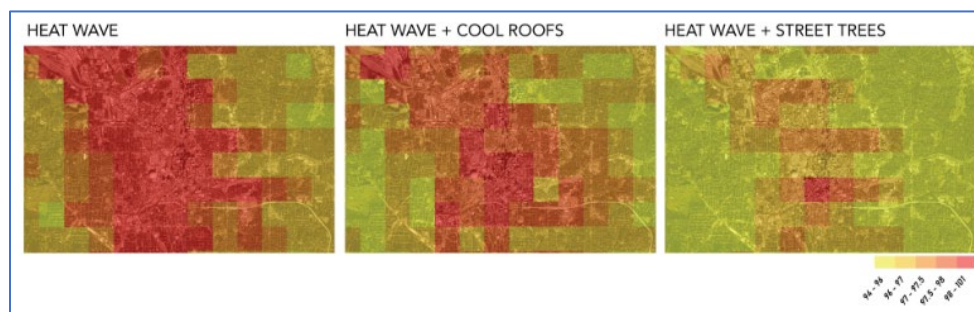 HEAT WAVE
HEAT WAVE + COOL ROOFS
HEAT WAVE + STREET TREES
94 - 96
96 - 97
97 - 97.5
97.5 - 98
98 - 101